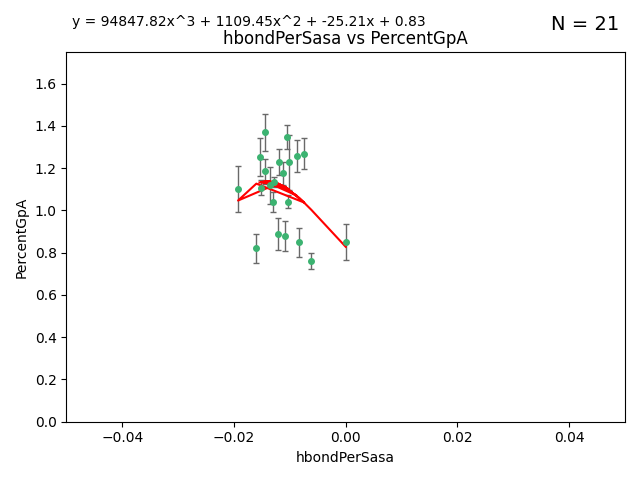 y = 94847.82x^3 + 1109.45x^2 + -25.21x + 0.83
N = 21
hbondPerSasa vs PercentGpA
1.6
1.4
1.2
1.0
0.8
0.6
0.4
0.2
0.0
PercentGpA
−0.04 −0.02 0.00 0.02 0.04
hbondPerSasa